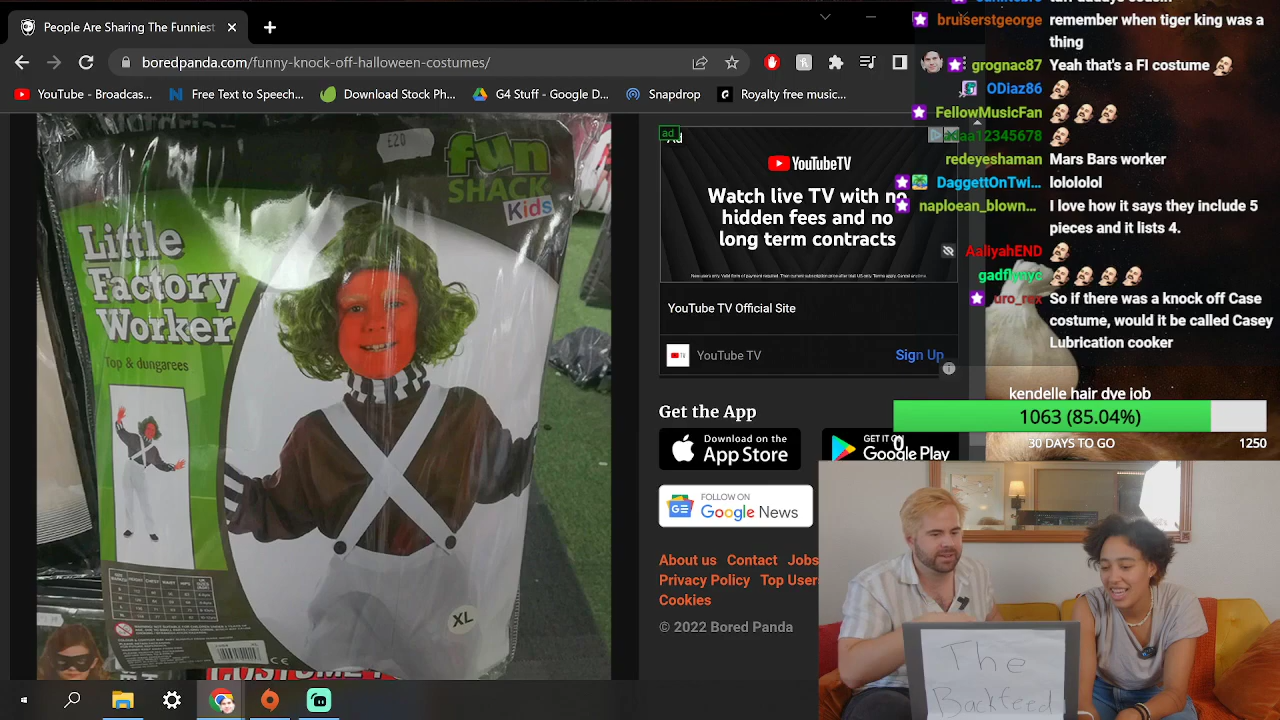 People Are Sharing The Funniest
boredpanda.com/funny-knock-off-halloween-costumes/
YouTube - Broadcas...
Free Text to Speech...
Download Stock Ph...
G4 Stuff - Google D...
Snapdrop
Royalty free music...
£20
fun
SHACK
Kids
Little
Factory
Worker
Top & dungarees
XL
ad
YouTubeTV
Watch live TV with no
hidden fees and no
long term contracts
YouTube TV Official Site
YouTube TV
Sign Up
Get the App
Download on the
App Store
GET IT ON
Google Play
FOLLOW ON
Google News
About us Contact Jobs
Privacy Policy Top Users
Cookies
© 2022 Bored Panda
bruiserstgeorge remember when tiger king was a
thing
grognac87 Yeah that's a FI costume
ODiaz86
FellowMusicFan
redeyeshaman Mars Bars worker
DaggettOnTwi... lolololol
naploean_blown... I love how it says they include 5
pieces and it lists 4.
AaliyahEND
gadflynyc
uro_rex So if there was a knock off Case
costume, would it be called Casey
Lubrication cooker
kendelle hair dye job
1063 (85.04%)
0
30 DAYS TO GO
1250
The
Backfeed